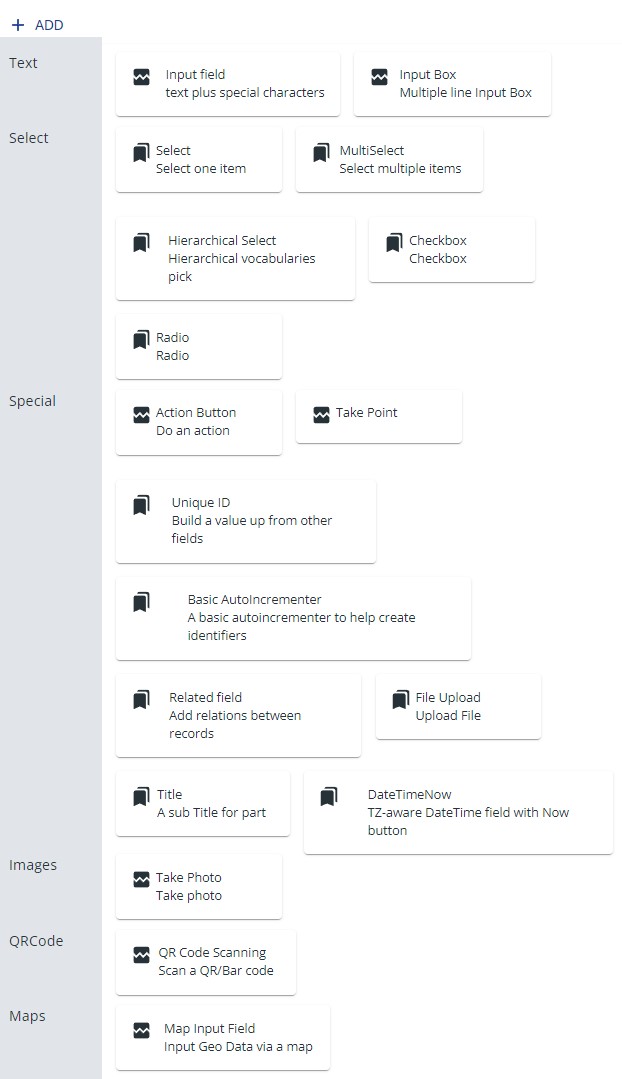 + ADD
Text
Input field
text plus special characters
Input Box
Multiple line Input Box
Select
Select
Select one item
MultiSelect
Select multiple items
Hierarchical Select
Hierarchical vocabularies
pick
Checkbox
Checkbox
Radio
Radio
Special
Action Button
Do an action
Take Point
Unique ID
Build a value up from other
fields
Basic AutoIncrementer
A basic autoincrementer to help create
identifiers
Related field
Add relations between
records
File Upload
Upload File
Title
A sub Title for part
DateTimeNow
TZ-aware DateTime field with Now
button
Images
Take Photo
Take photo
QRCode
QR Code Scanning
Scan a QR/Bar code
Maps
Map Input Field
Input Geo Data via a map